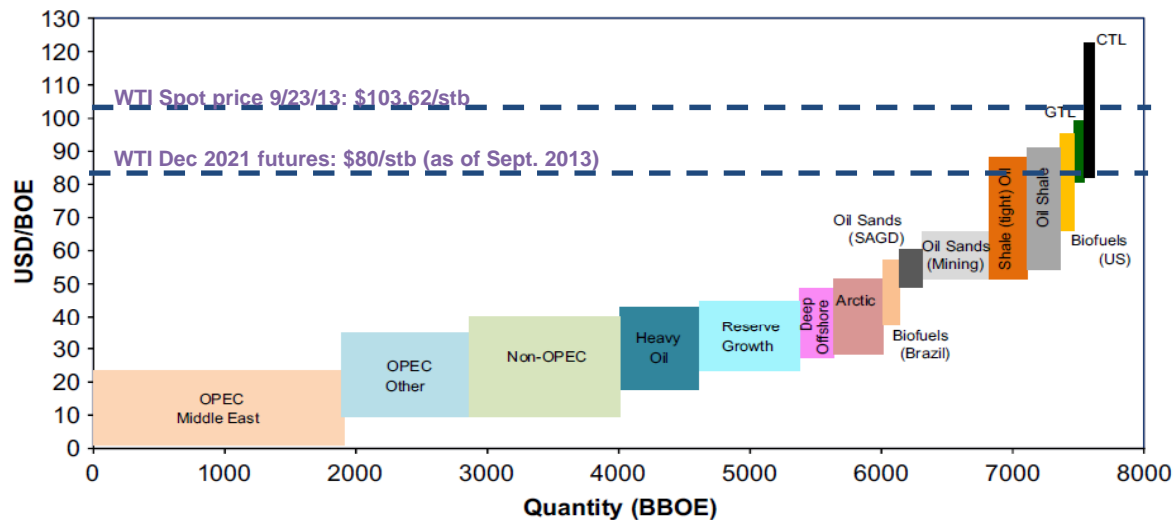 130
120
110
100
90
80
70
60
50
40
30
20
10
0
USD/BOE
WTI Spot price 9/23/13: $103.62/stb
WTI Dec 2021 futures: $80/stb (as of Sept. 2013)
OPEC
Middle East
OPEC
Other
Non-OPEC
Heavy
Oil
Reserve
Growth
Deep
Offshore
Arctic
Biofuels
(Brazil)
Oil Sands
(SAGD)
Oil Sands
(Mining)
Shale (tight) Oil
Oil Shale
Biofuels
(US)
GTL
CTL
0
1000
2000
3000
4000
5000
6000
7000
8000
Quantity (BBOE)